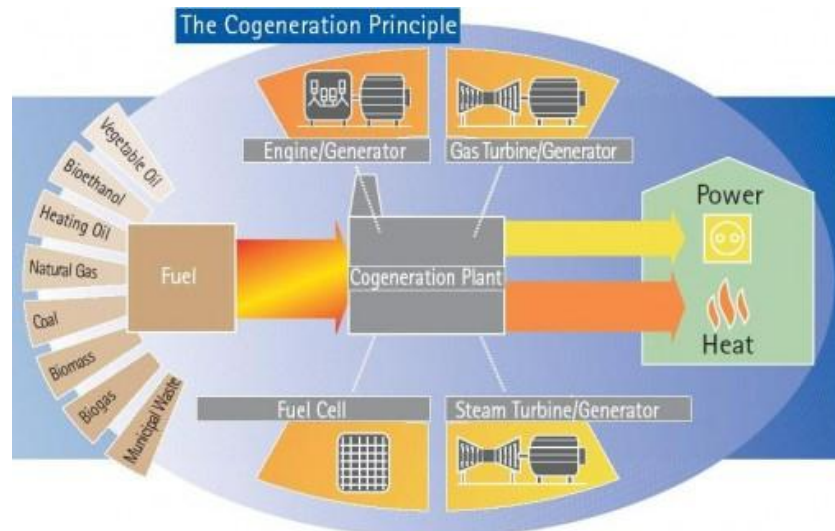 The Cogeneration Principle
Engine/Generator
Gas Turbine/Generator
Vegetable Oil
Bioethanol
Heating Oil
Natural Gas
Coal
Biomass
Biogas
Municipal Waste
Fuel
Cogeneration Plant
Power
Heat
Fuel Cell
Steam Turbine/Generator